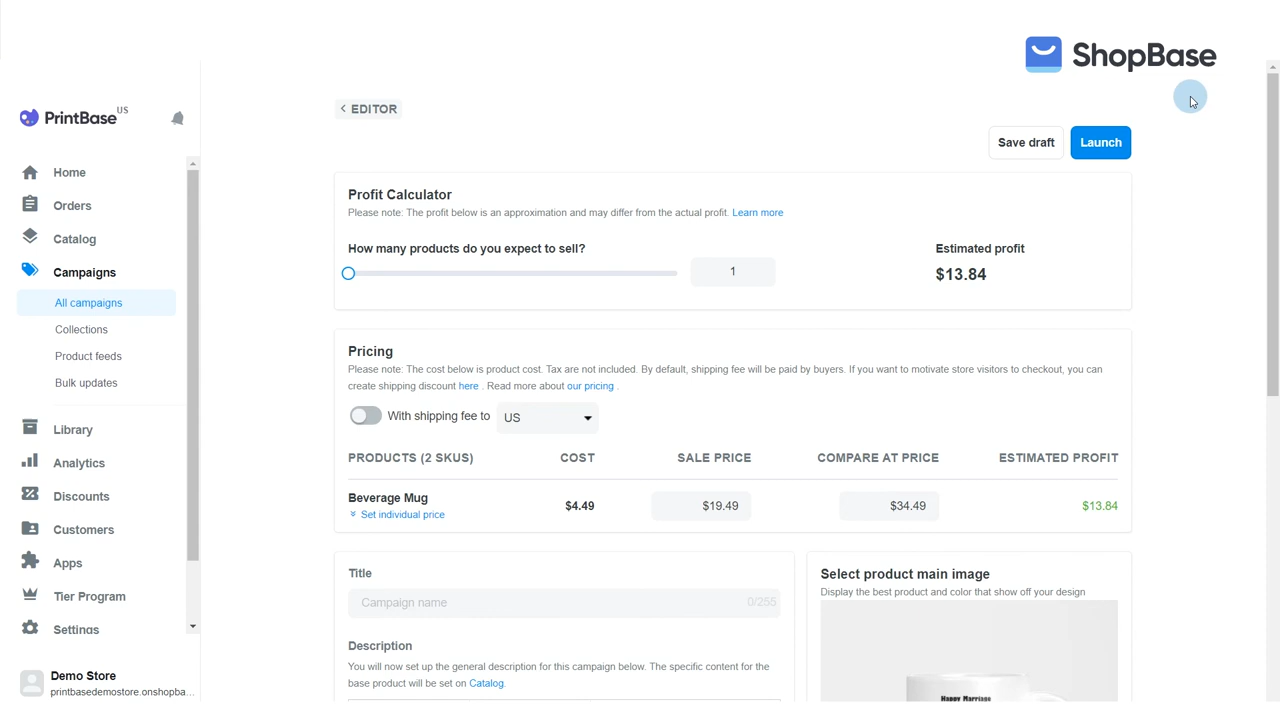 ShopBase
PrintBase US
EDITOR
Save draft
Launch
Home
Orders
Catalog
Campaigns
All campaigns
Collections
Product feeds
Bulk updates
Library
Analytics
Discounts
Customers
Apps
Tier Program
Settings
Demo Store
printbasedemostore.onshopba...
Profit Calculator
Please note: The profit below is an approximation and may differ from the actual profit. Learn more
How many products do you expect to sell?
1
Estimated profit
$13.84
Pricing
Please note: The cost below is product cost. Tax are not included. By default, shipping fee will be paid by buyers. If you want to motivate store visitors to checkout, you can
create shipping discount here . Read more about our pricing .
With shipping fee to US
PRODUCTS (2 SKUS) COST SALE PRICE COMPARE AT PRICE ESTIMATED PROFIT
Beverage Mug $4.49 $19.49 $34.49 $13.84
Set individual price
Title
Campaign name 0/255
Description
You will now set up the general description for this campaign below. The specific content for the
base product will be set on Catalog.
Select product main image
Display the best product and color that show off your design
Happy Marriage